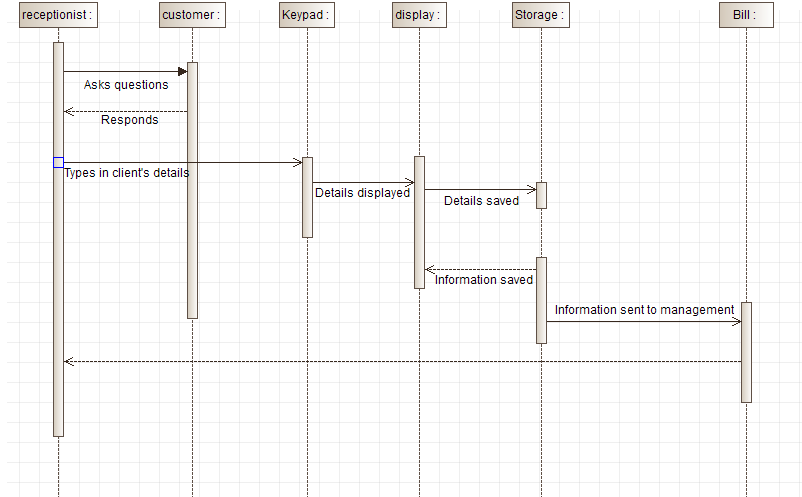 receptionist :
customer :
Keypad :
display :
Storage :
Bill :
Asks questions
Responds
Types in client's details
Details displayed
Details saved
Information saved
Information sent to management